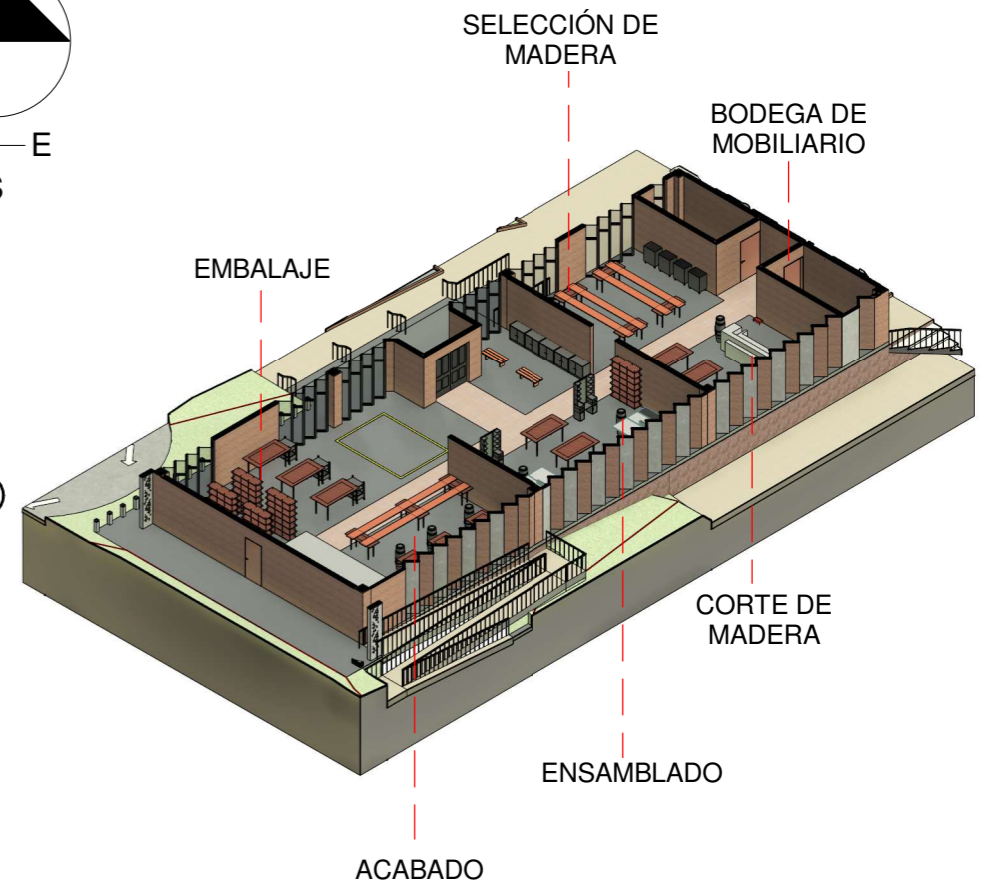 SELECCIÓN DE
MADERA
BODEGA DE
MOBILIARIO
E
EMBALAJE
CORTE DE
MADERA
ENSAMBLADO
ACABADO